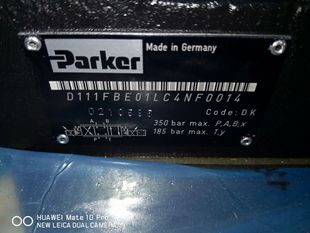 Parker
Made in Germany
D111FBE01LC4NF0014
Code: DK
A B
350 bar max. P,A,B,x
185 bar max. T,y
HUAWEI Mate 10 Pro
NEW LEICA DUAL CAMERA